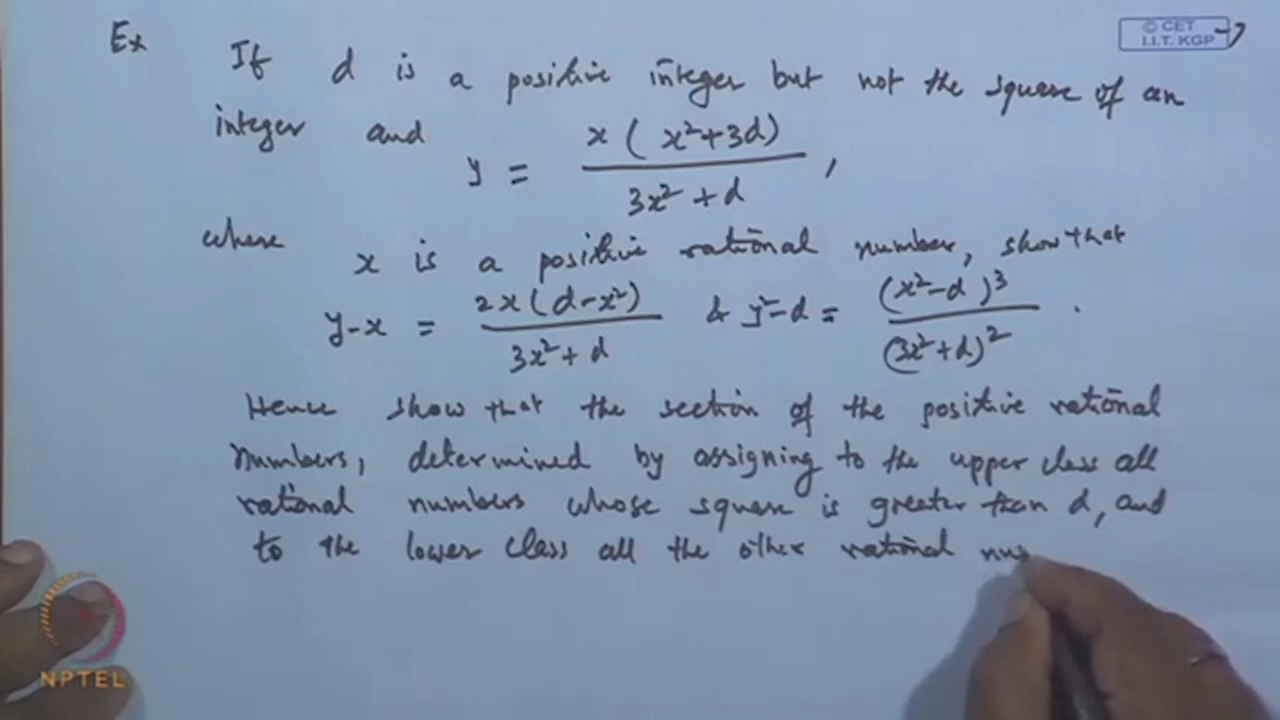 © CET
I.I.T. KGP
Ex If d is a positive integer but not the square of an
integer and y = x ( x²+3d) / 3x² + d ,
where x is a positive rational number, show that
y-x = 2x(d-x²) / 3x²+d & y²-d = (x²-d)³ / (3x²+d)² .
Hence show that the section of the positive rational
numbers, determined by assigning to the upper class all
rational numbers whose square is greater than d, and
to the lower class all the other rational
NPTEL